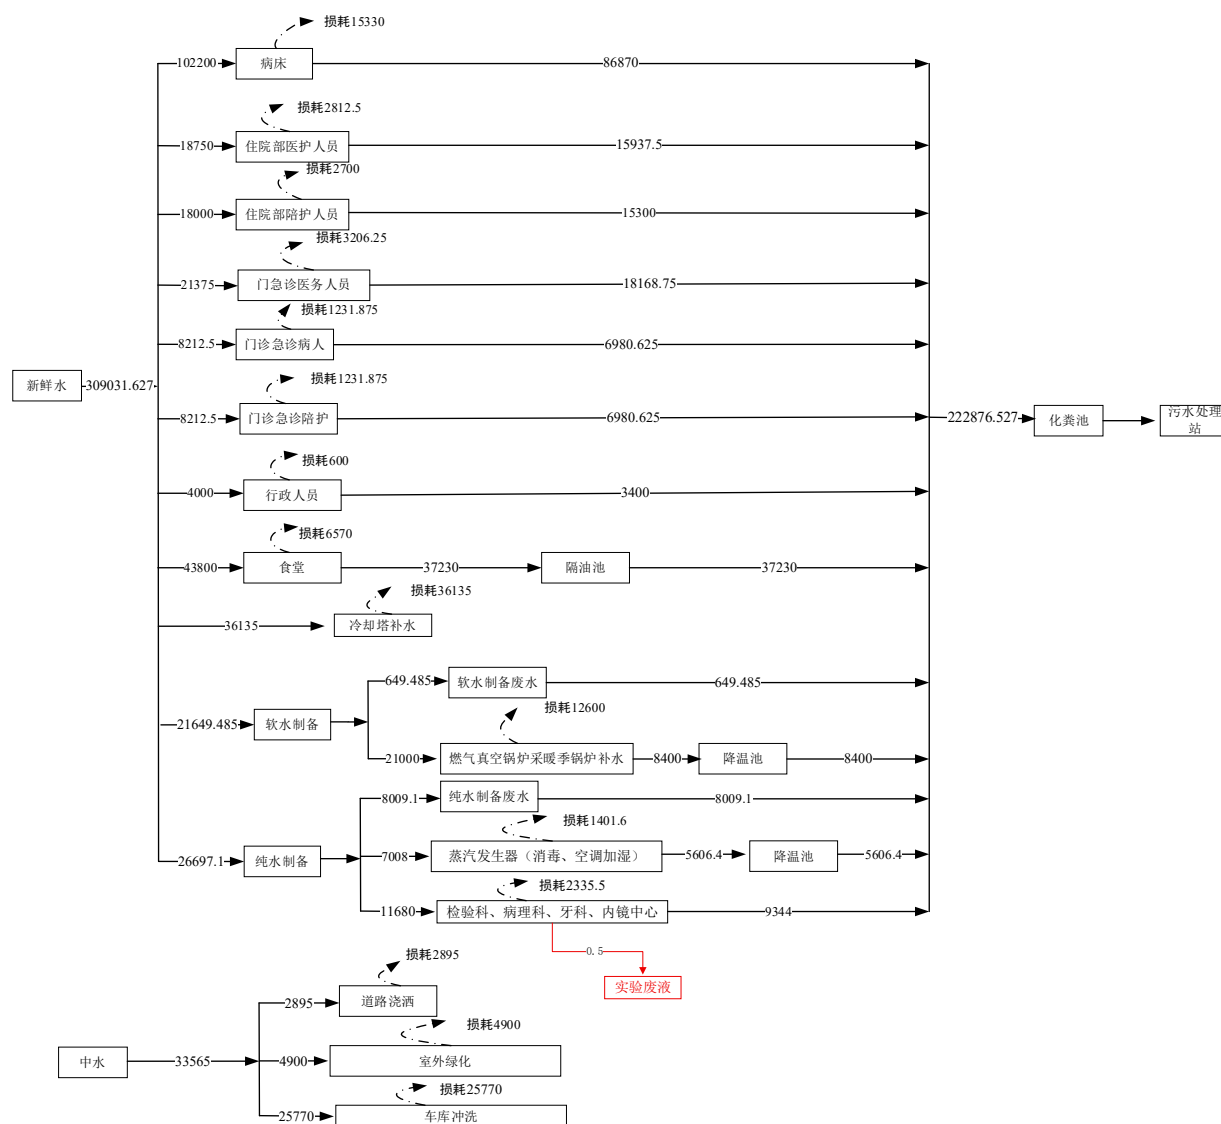 损耗15330
102200
病床
86870
损耗2812.5
18750
住院部医护人员
15937.5
损耗2700
18000
住院部陪护人员
15300
损耗3206.25
21375
门急诊医务人员
18168.75
损耗1231.875
8212.5
门诊急诊病人
6980.625
新鲜水
309031.627
损耗1231.875
8212.5
门诊急诊陪护
6980.625
222876.527
化粪池
污水处理
站
损耗600
4000
行政人员
3400
损耗6570
43800
食堂
37230
隔油池
37230
损耗36135
36135
冷却塔补水
649.485
软水制备废水
649.485
21649.485
软水制备
损耗12600
21000
燃气真空锅炉采暖季锅炉补水
8400
降温池
8400
8009.1
纯水制备废水
8009.1
损耗1401.6
26697.1
纯水制备
7008
蒸汽发生器（消毒、空调加湿）
5606.4
降温池
5606.4
损耗2335.5
11680
检验科、病理科、牙科、内镜中心
9344
0.5
实验废液
损耗2895
2895
道路浇洒
损耗4900
中水
33565
4900
室外绿化
损耗25770
25770
车库冲洗